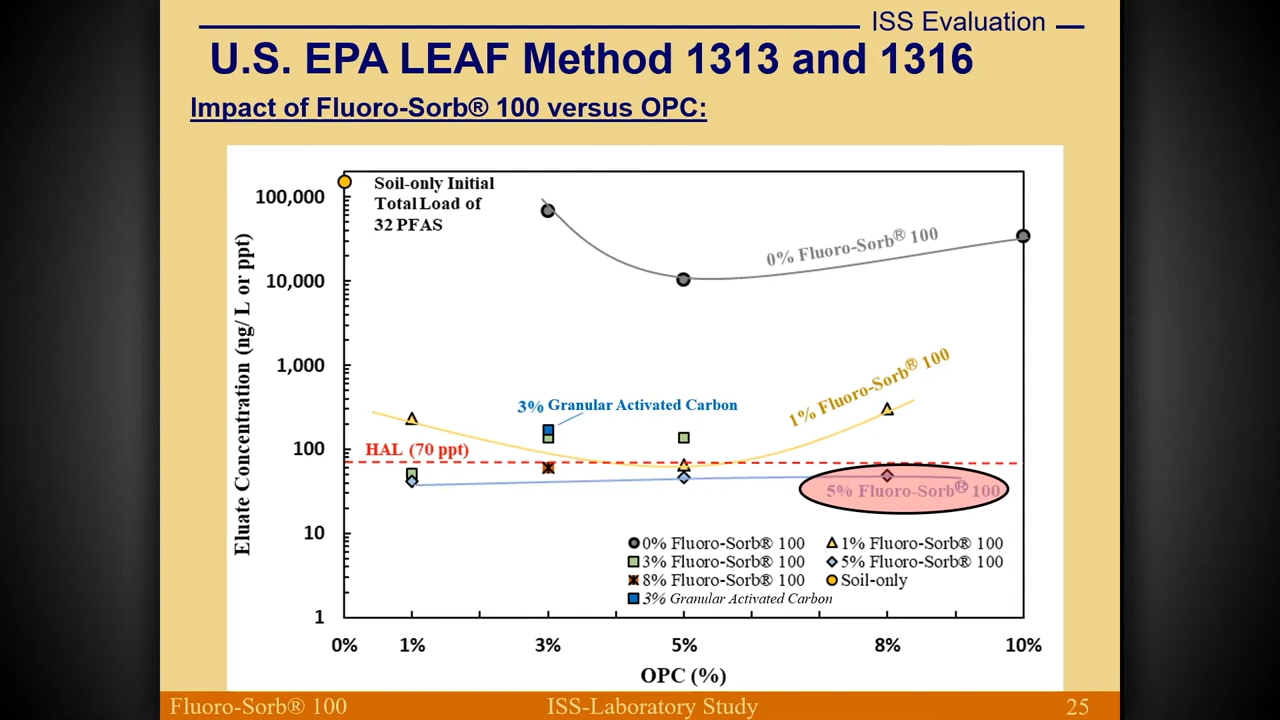 ISS Evaluation
U.S. EPA LEAF Method 1313 and 1316
Impact of Fluoro-Sorb® 100 versus OPC:
Soil-only Initial
Total Load of
32 PFAS
100,000
10,000
1,000
100
10
1
Eluate Concentration (ng/ L or ppt)
0% Fluoro-Sorb® 100
1% Fluoro-Sorb® 100
3% Granular Activated Carbon
HAL (70 ppt)
5% Fluoro-Sorb® 100
0% Fluoro-Sorb® 100
1% Fluoro-Sorb® 100
3% Fluoro-Sorb® 100
5% Fluoro-Sorb® 100
8% Fluoro-Sorb® 100
Soil-only
3% Granular Activated Carbon
0% 1% 3% 5% 8% 10%
OPC (%)
Fluoro-Sorb® 100
ISS-Laboratory Study
25